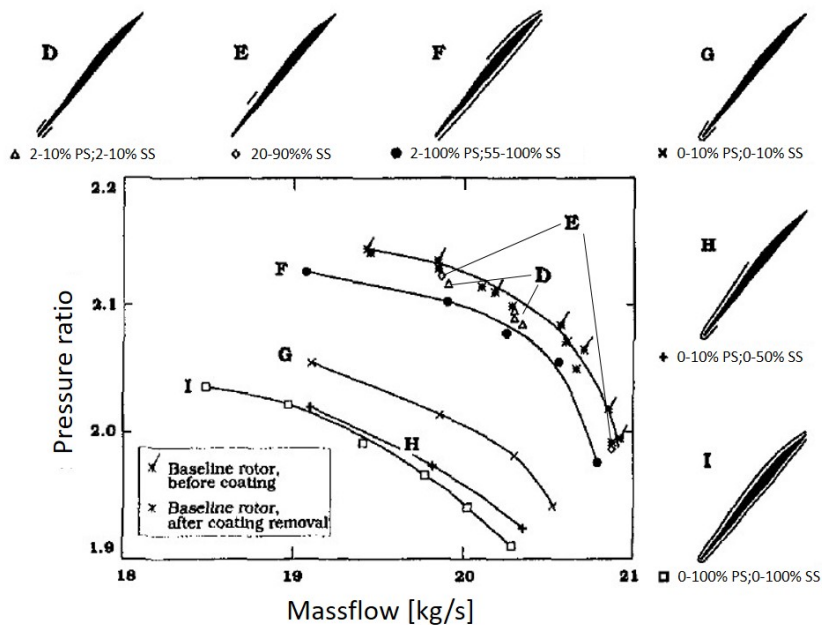 D
E
F
G
2-10% PS;2-10% SS
20-90%% SS
2-100% PS;55-100% SS
0-10% PS;0-10% SS
2.2
E
H
F
D
2.1
Pressure ratio
G
0-10% PS;0-50% SS
I
2.0
H
Baseline rotor,
before coating
I
Baseline rotor,
after coating removal
1.9
0-100% PS;0-100% SS
18
19
20
21
Massflow [kg/s]